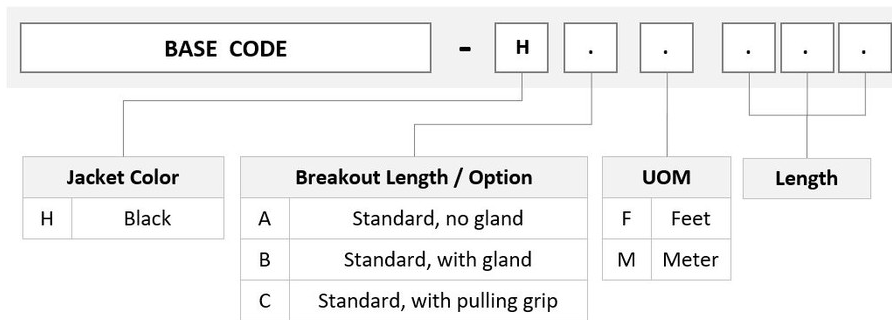 BASE CODE - H . . . . .
Jacket Color Breakout Length / Option UOM Length
H Black A Standard, no gland F Feet
B Standard, with gland M Meter
C Standard, with pulling grip